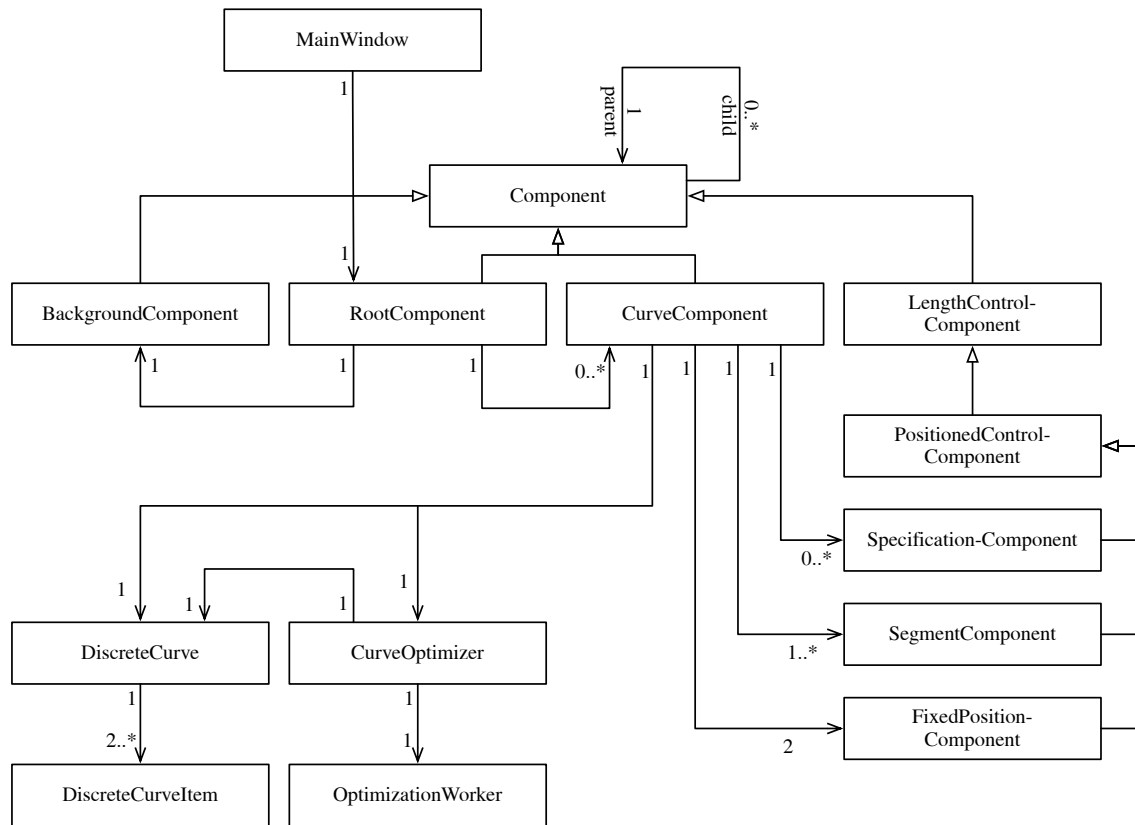 MainWindow
1
1
parent
0..*
child
Component
1
BackgroundComponent
RootComponent
CurveComponent
LengthControl-
Component
1
1
1
0..*
1
1
1
1
PositionedControl-
Component
Specification-Component
0..*
1
1
1
1
DiscreteCurve
CurveOptimizer
SegmentComponent
1..*
1
1
FixedPosition-
Component
2..*
1
2
DiscreteCurveItem
OptimizationWorker